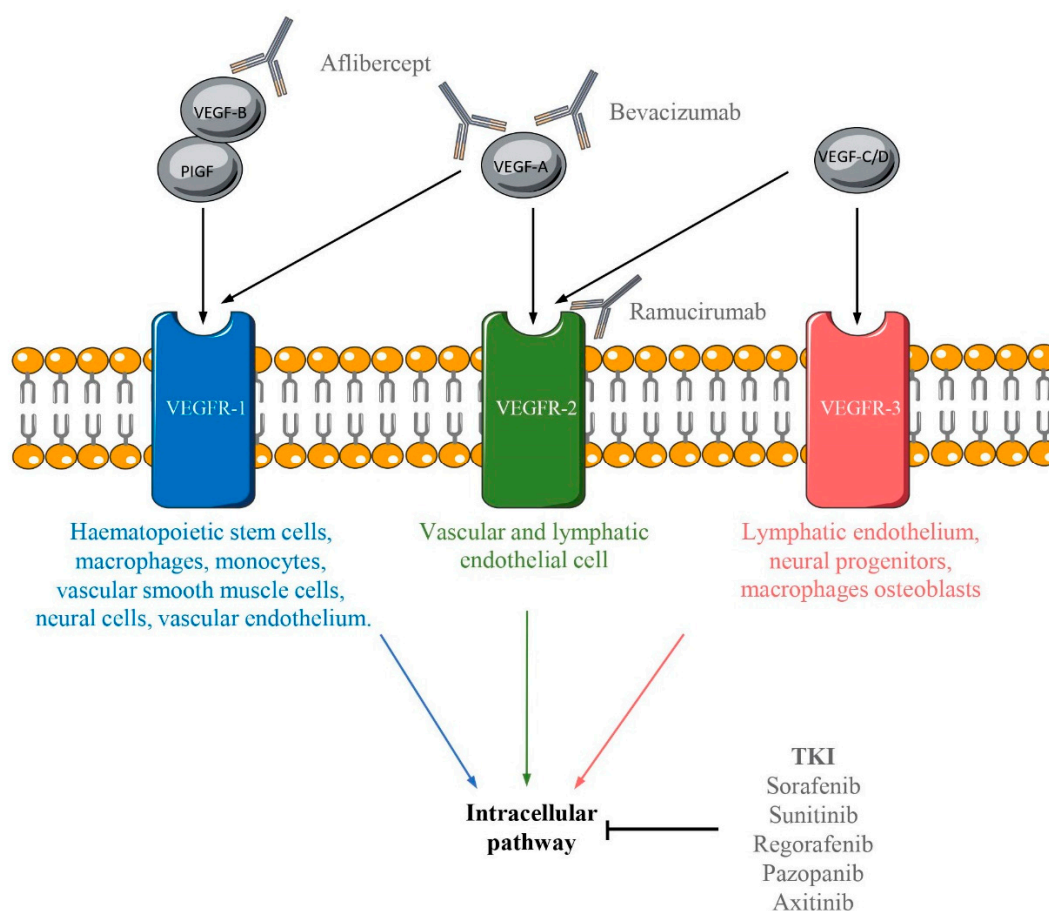 Aflibercept
Bevacizumab
VEGF-B
PIGF
VEGF-A
VEGF-C/D
Ramucirumab
VEGFR-1
VEGFR-2
VEGFR-3
Haematopoietic stem cells,
macrophages, monocytes,
vascular smooth muscle cells,
neural cells, vascular endothelium.
Vascular and lymphatic
endothelial cell
Lymphatic endothelium,
neural progenitors,
macrophages osteoblasts
Intracellular
pathway
TKI
Sorafenib
Sunitinib
Regorafenib
Pazopanib
Axitinib